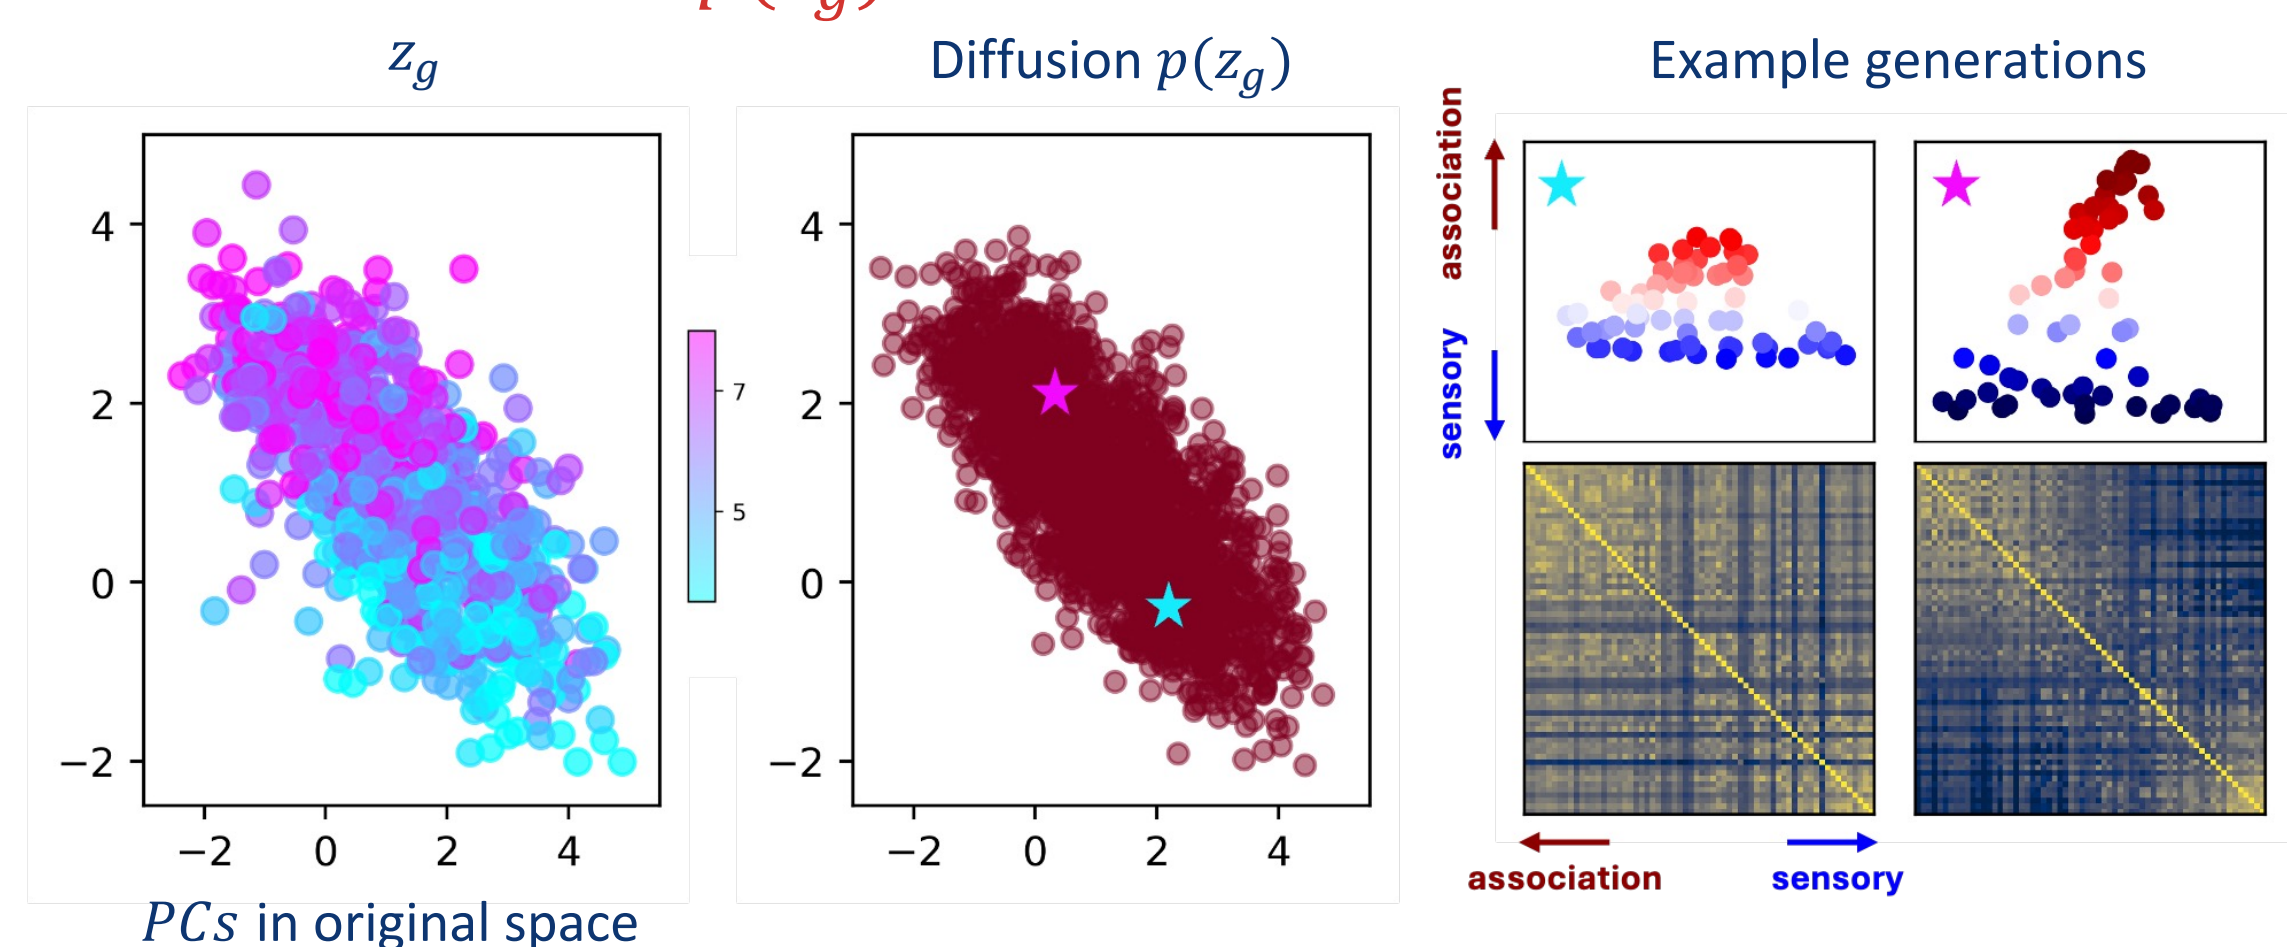 p(z_g)
z_g
Diffusion p(z_g)
Example generations
4
2
0
−2
−2
0
2
4
7
5
4
2
0
−2
−2
0
2
4
association
sensory
association
sensory
PCs in original space